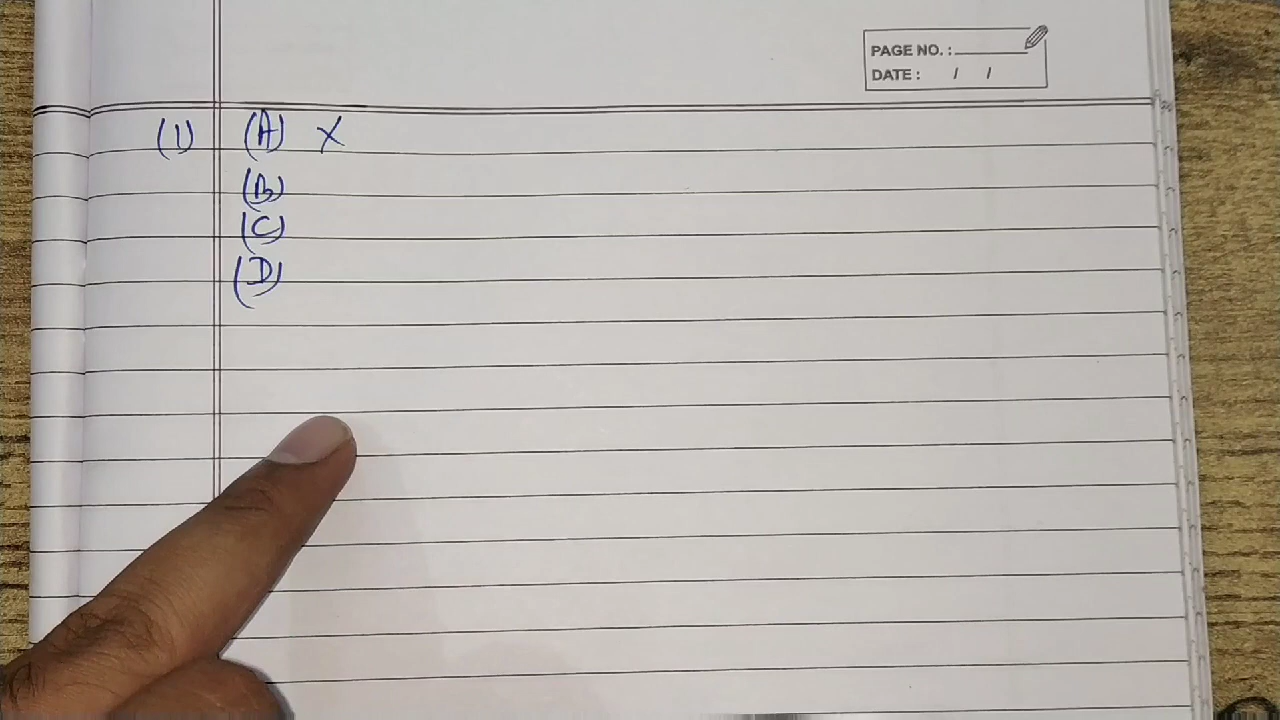 PAGE NO. :
DATE : / /
(1) (A) X
(B)
(C)
(D)